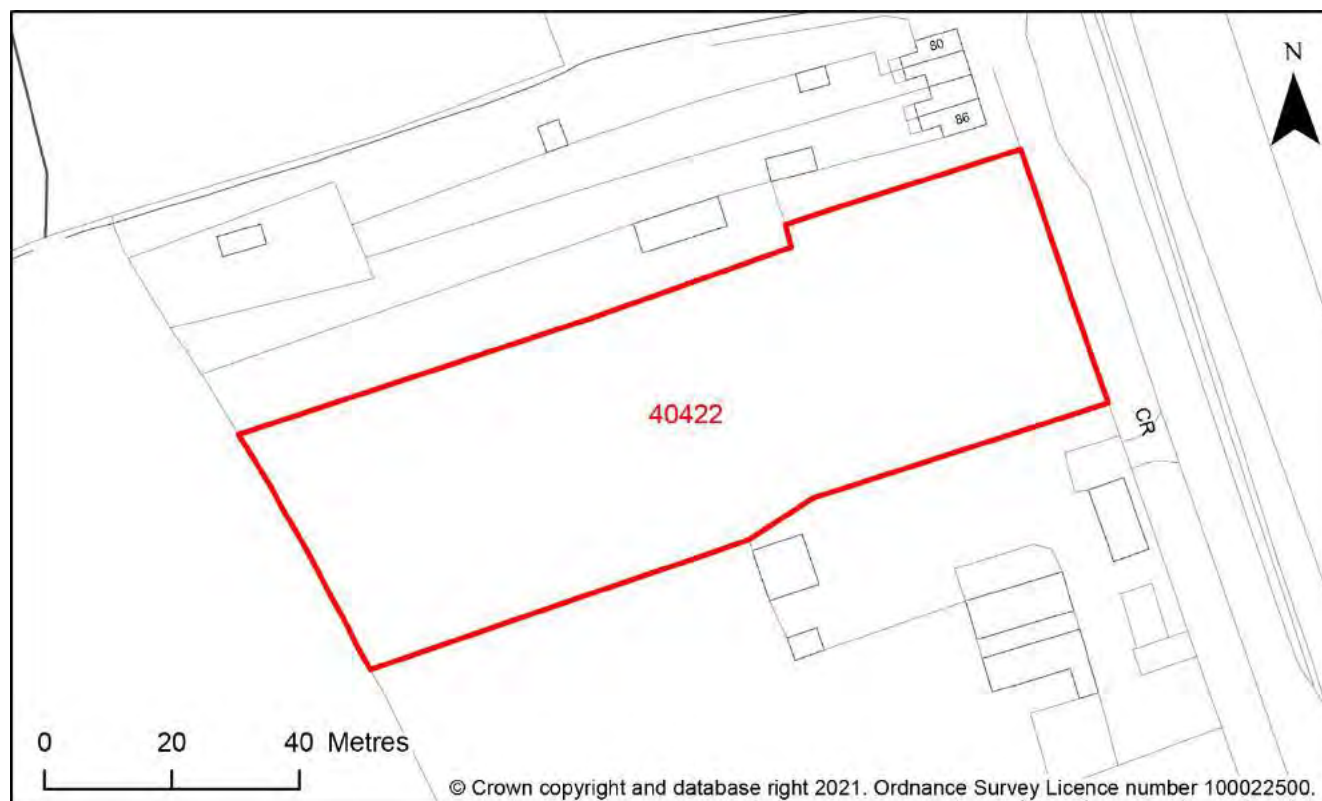 80
N
86
40422
CR
0 20 40 Metres
© Crown copyright and database right 2021. Ordnance Survey Licence number 100022500.